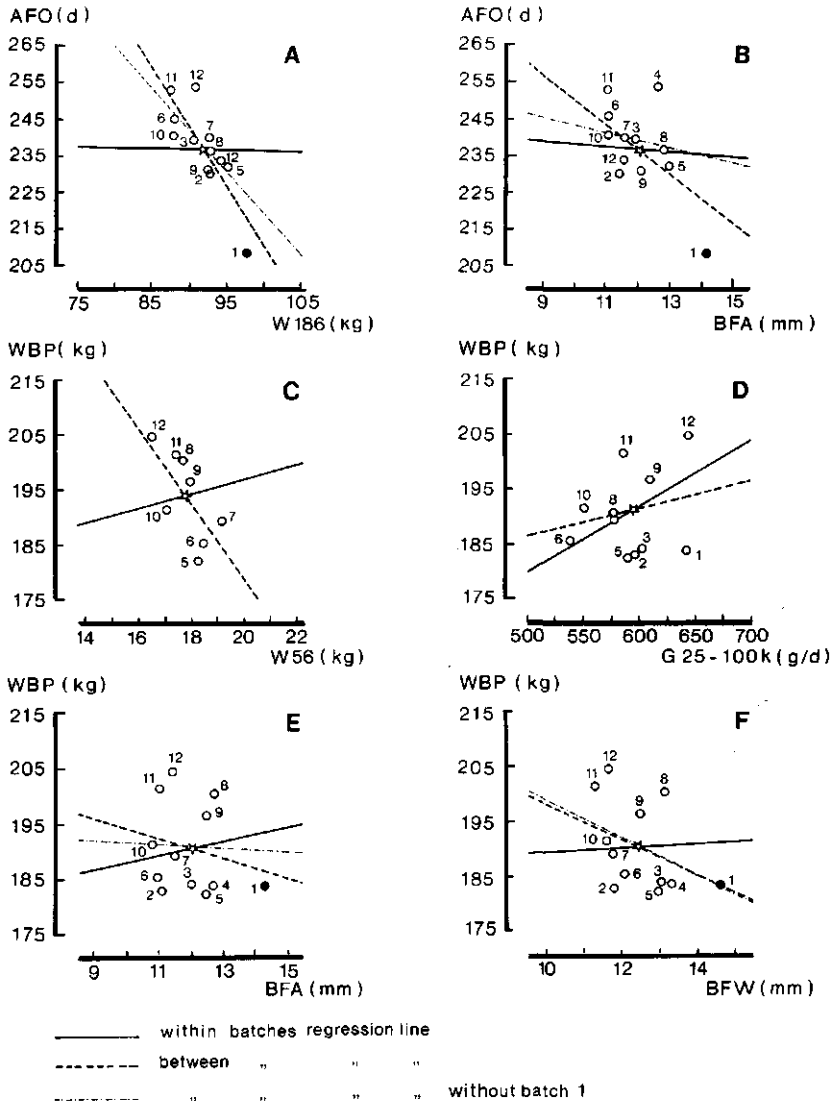 AFO (d) AFO (d)
265 A 265 B
255 11 12 255 11 4
245 6 7 245 6 7 3
10 3 8 10 8
235 12 235 12
9 5 5
225 2 225 2 9
215 215
1 1
205 205
75 85 95 105 9 11 13 15
W 186 (kg) BFA (mm)
WBP (kg) WBP (kg)
215 C 215 D
12 11 12
205 11 8 205
9 9
195 195 10
10 7 8
185 6 185 6 3 1
5 5 2
175 175
14 16 18 20 22 500 550 600 650 700
W56 (kg) G 25-100k (g/d)
WBP (kg) WBP (kg)
215 E 215 F
12 12
205 11 8 205 11 8
9 9
195 195
10 10
7 7
185 6 3 4 1 185 6 3 1
2 5 2 5 4
175 175
9 11 13 15 10 12 14
BFA (mm) BFW (mm)
within batches regression line
between " " "
" " " " without batch 1